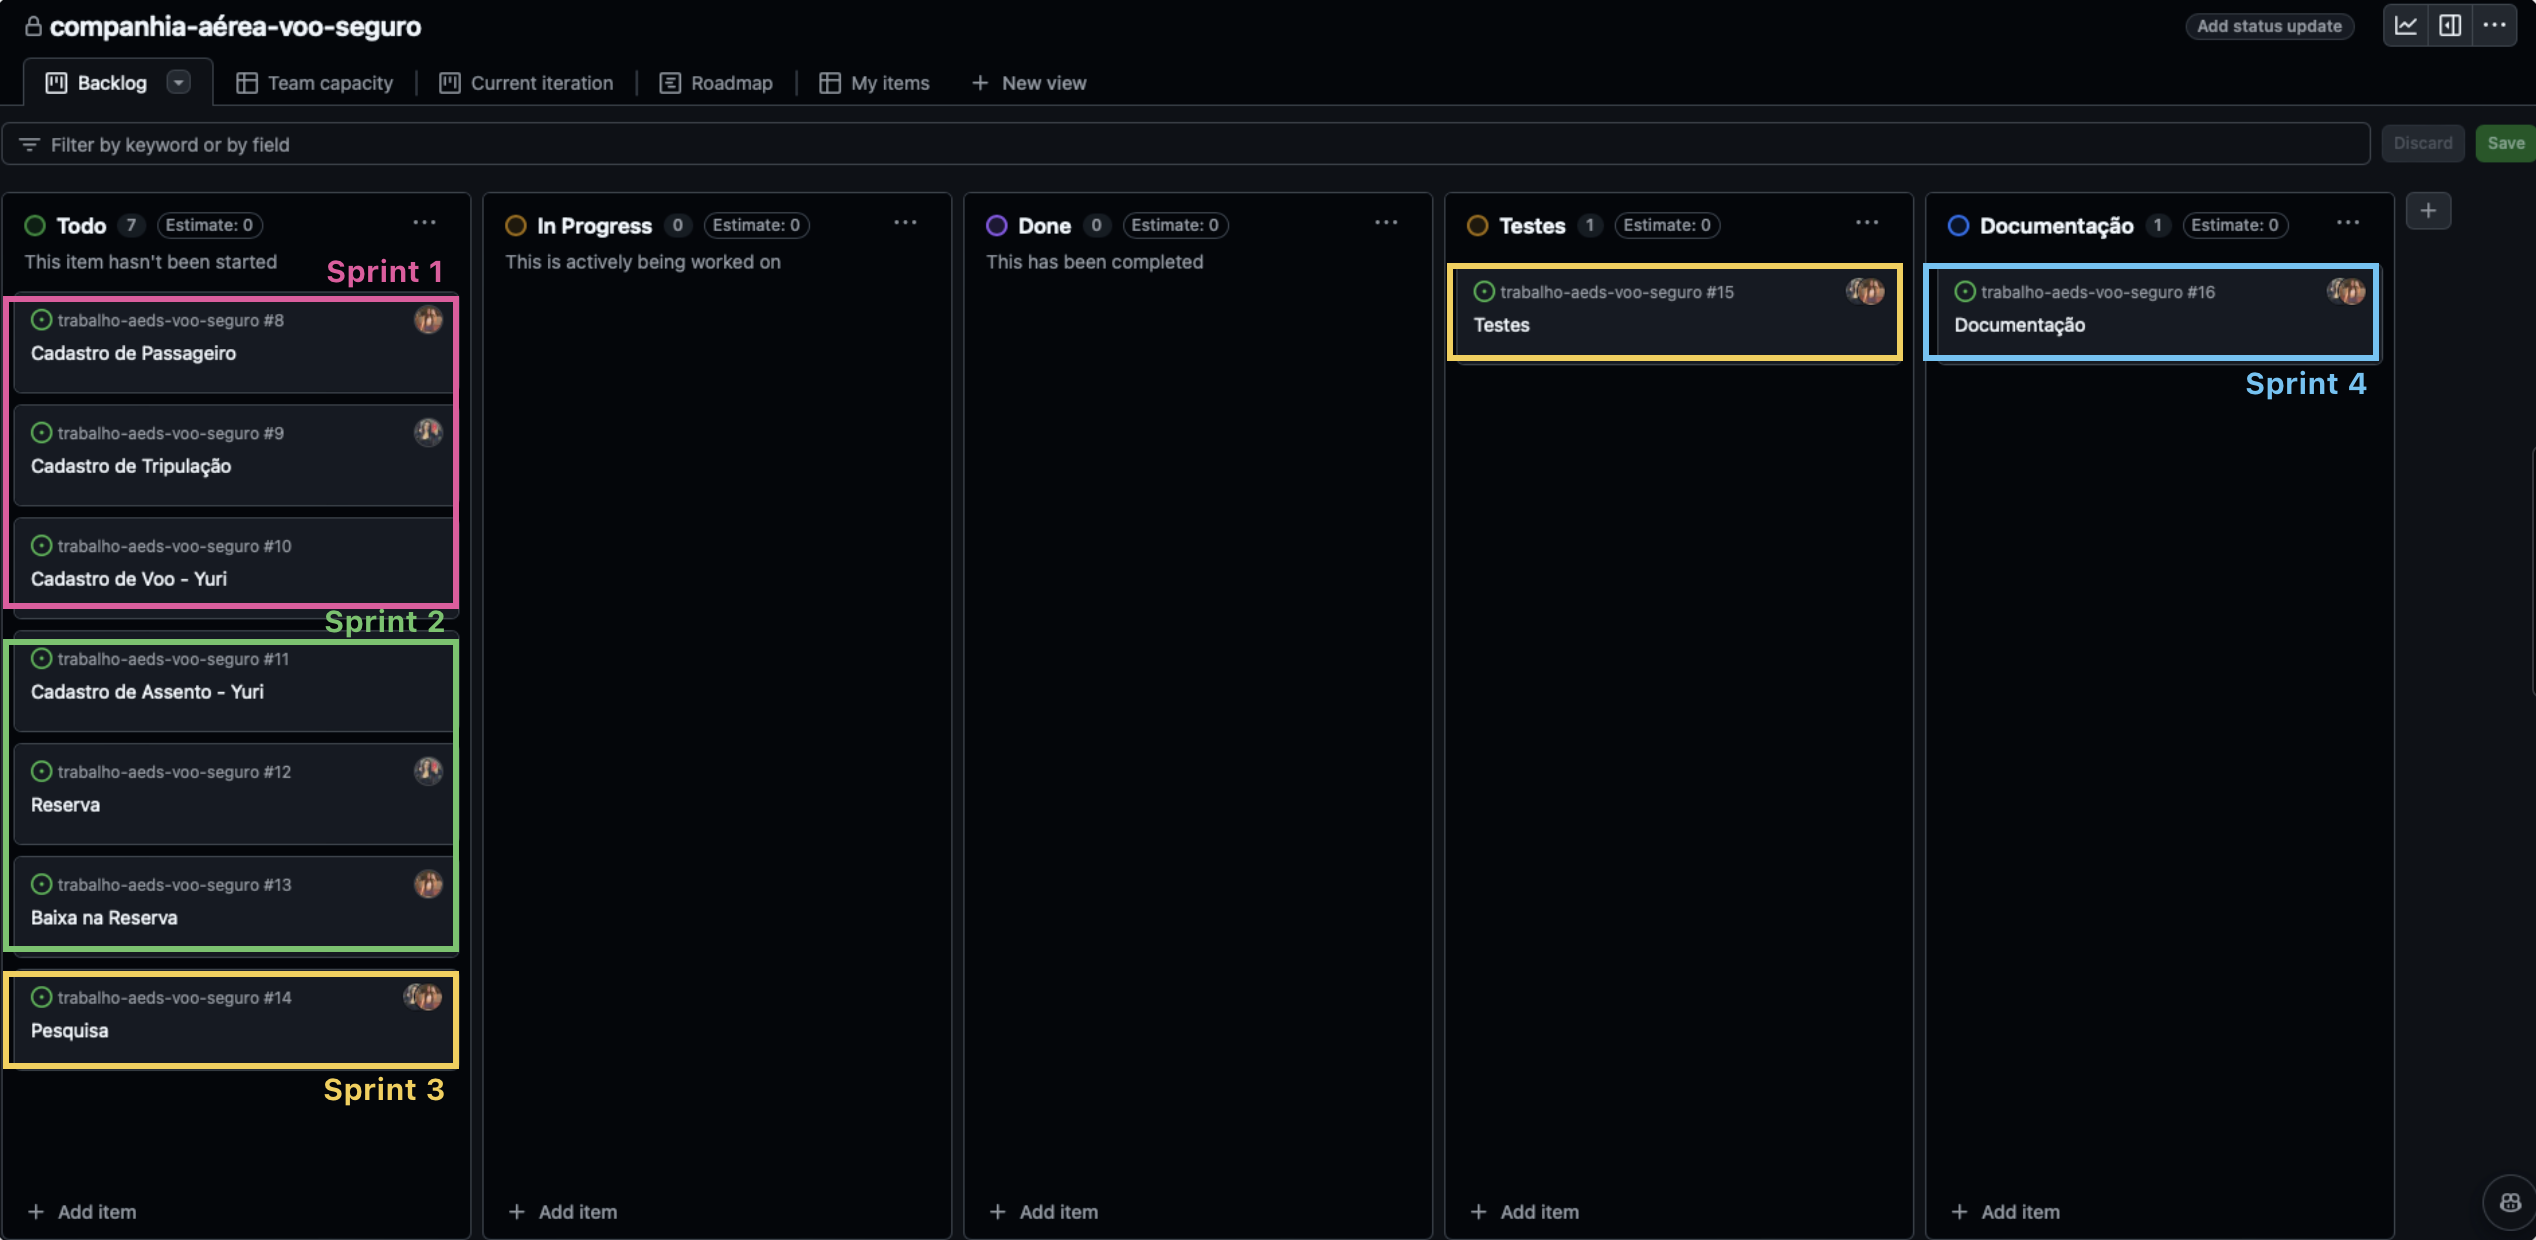 companhia-aérea-voo-seguro
Add status update
Backlog
Team capacity
Current iteration
Roadmap
My items
New view
Filter by keyword or by field
Discard
Save
Todo 7 Estimate: 0
This item hasn't been started
Sprint 1
trabalho-aeds-voo-seguro #8
Cadastro de Passageiro
trabalho-aeds-voo-seguro #9
Cadastro de Tripulação
trabalho-aeds-voo-seguro #10
Cadastro de Voo - Yuri
Sprint 2
trabalho-aeds-voo-seguro #11
Cadastro de Assento - Yuri
trabalho-aeds-voo-seguro #12
Reserva
trabalho-aeds-voo-seguro #13
Baixa na Reserva
trabalho-aeds-voo-seguro #14
Pesquisa
Sprint 3
Add item
In Progress 0 Estimate: 0
This is actively being worked on
Add item
Done 0 Estimate: 0
This has been completed
Add item
Testes 1 Estimate: 0
trabalho-aeds-voo-seguro #15
Testes
Add item
Documentação 1 Estimate: 0
trabalho-aeds-voo-seguro #16
Documentação
Sprint 4
Add item